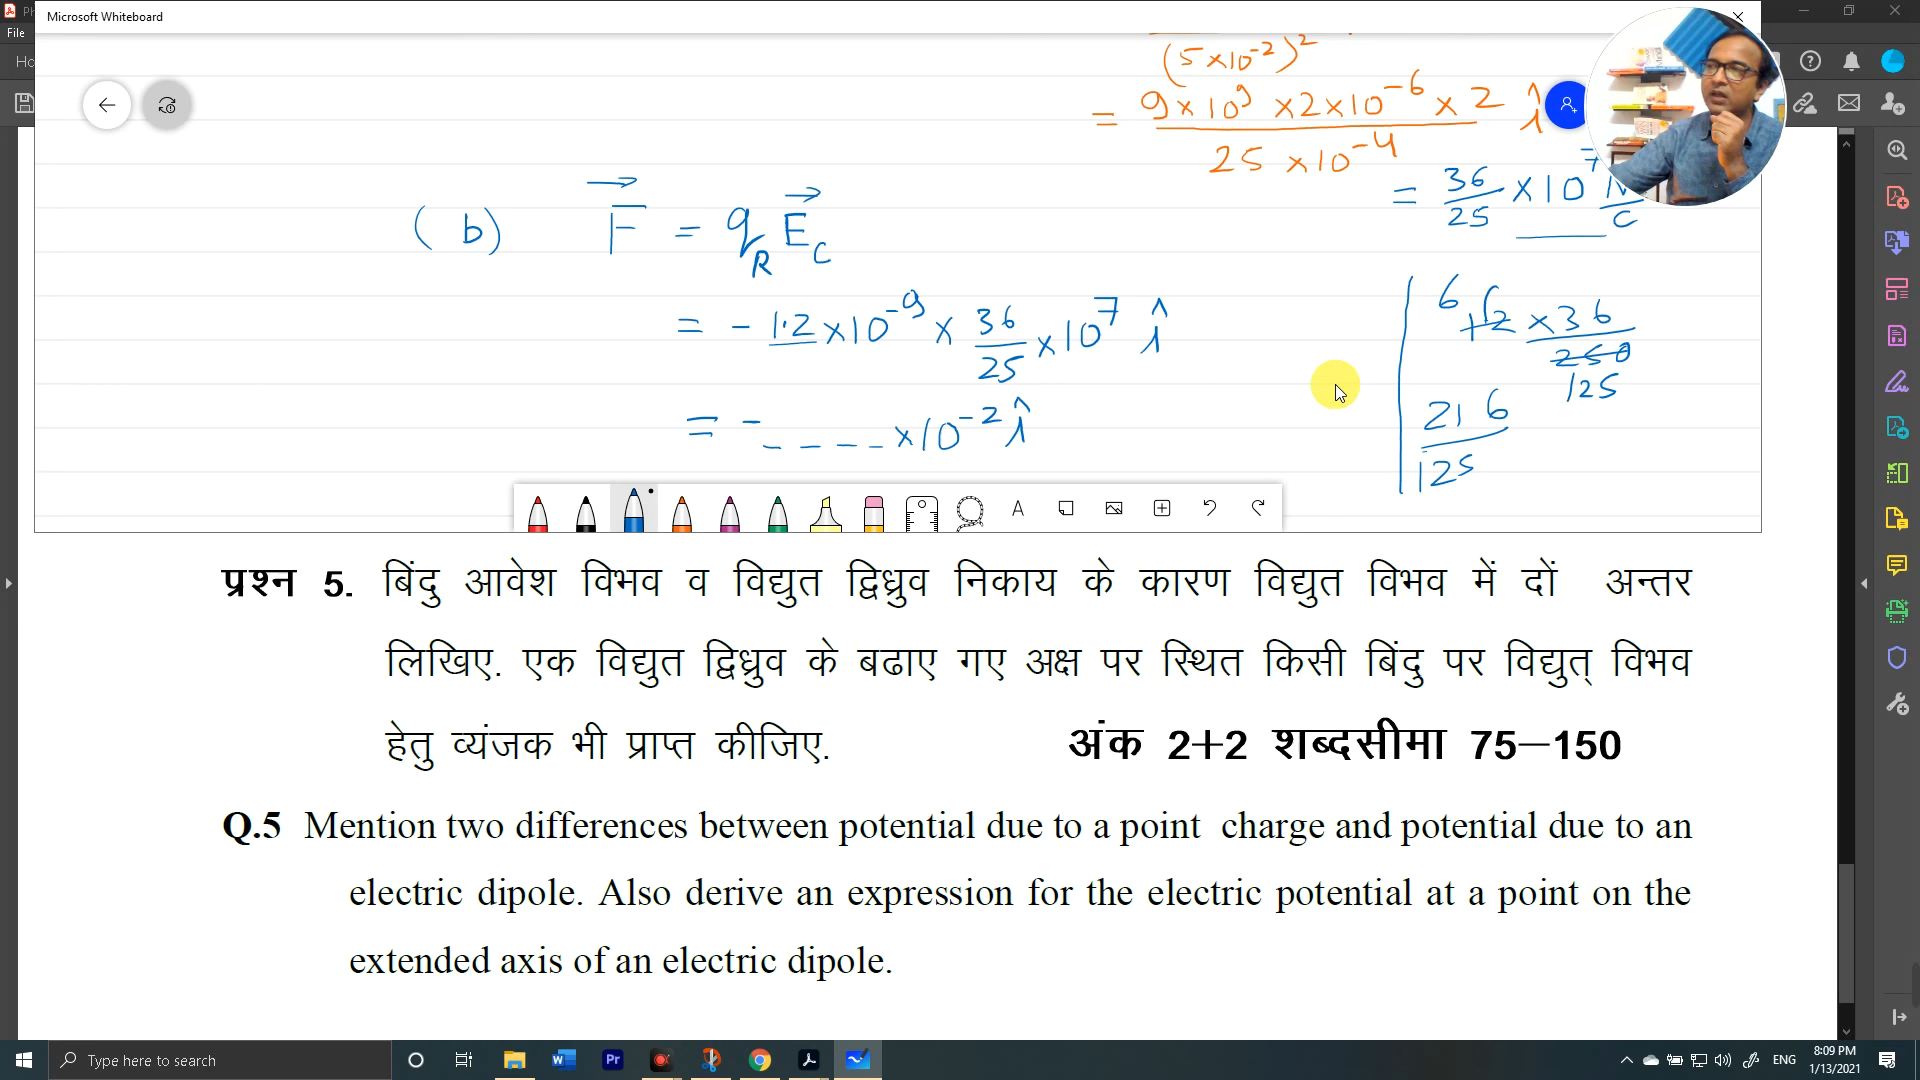 Microsoft Whiteboard
File
(5×10⁻²)²
= 9×10⁹ ×2×10⁻⁶ × 2 î
25 ×10⁻⁴
= 36/25 ×10⁷ N/C
(b) F⃗ = q_R E⃗_C
= - 1.2×10⁻⁹ × 36/25 ×10⁷ î
= - _ _ _ _ ×10⁻² î
6 12 ×36
250
125
216
125
प्रश्न 5. बिंदु आवेश विभव व विद्युत द्विध्रुव निकाय के कारण विद्युत विभव में दों अन्तर
लिखिए. एक विद्युत द्विध्रुव के बढाए गए अक्ष पर स्थित किसी बिंदु पर विद्युत् विभव
हेतु व्यंजक भी प्राप्त कीजिए. अंक 2+2 शब्दसीमा 75–150
Q.5 Mention two differences between potential due to a point charge and potential due to an
electric dipole. Also derive an expression for the electric potential at a point on the
extended axis of an electric dipole.
Type here to search
ENG
8:09 PM
1/13/2021